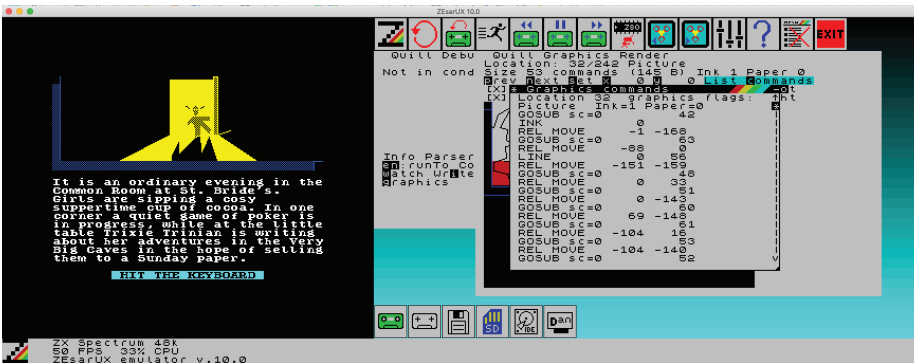 ZEsarUX 10.0
Z80
SD
IDE
Dan
EXIT
It is an ordinary evening in the
Common Room at St. Bride's.
Girls are sipping a cosy
suppertime cup of cocoa. In one
corner a quiet game of poker is
in progress, while at the little
table Trixie Trinian is writing
about her adventures in the Very
Big Caves in the hope of selling
them to a Sunday paper.
HIT THE KEYBOARD
Quill Debu
Not in cond
Info Parser
en:runTo Co
Watch Write
graphics
Quill Graphics Render
Location: 32/242 Picture
Size 53 commands (145 B) Ink 1 Paper 0
Prev Next Set x 0 y 0 List Commands
[X]
[X]
* Graphics commands
Location 32 graphics flags:
Picture Ink=1 Paper=0
GOSUB sc=0 42
INK 0
REL MOVE -1 -168
GOSUB sc=0 63
REL MOVE -88 0
LINE 0 56
REL MOVE -151 -159
GOSUB sc=0 48
REL MOVE 0 33
GOSUB sc=0 51
REL MOVE 0 -143
GOSUB sc=0 60
REL MOVE 69 -148
GOSUB sc=0 61
REL MOVE -104 16
GOSUB sc=0 53
REL MOVE -104 -140
GOSUB sc=0 52
ZX Spectrum 48K
50 FPS 33% CPU
ZEsarUX emulator v.10.0